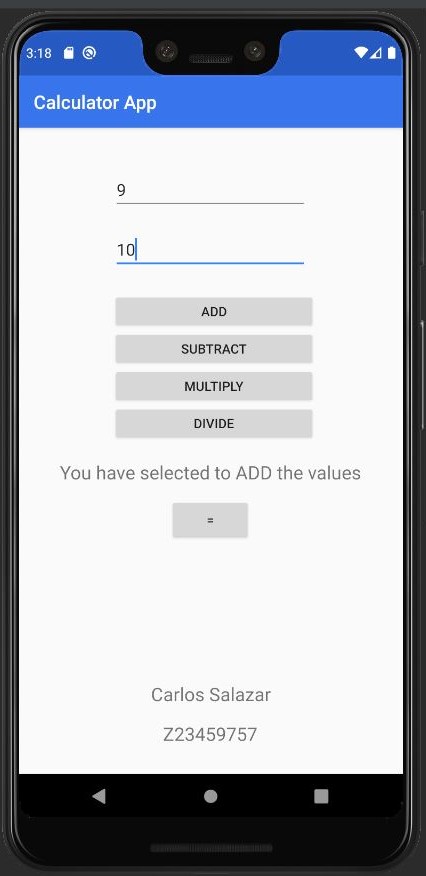 3:18
Calculator App
9
10
ADD
SUBTRACT
MULTIPLY
DIVIDE
You have selected to ADD the values
=
Carlos Salazar
Z23459757